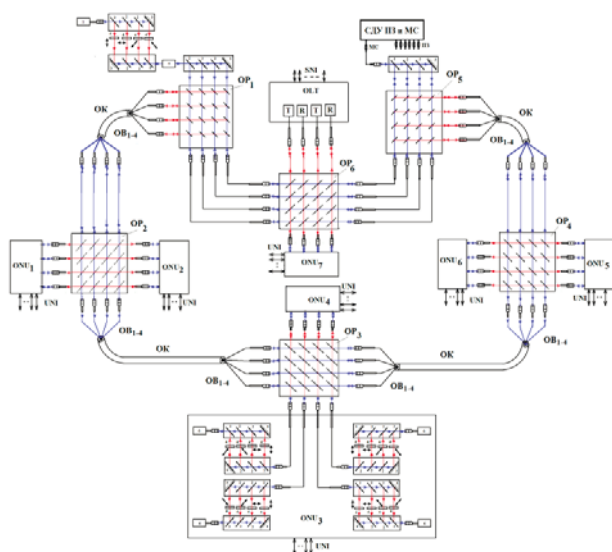 СДУ ПЗ и МС
МС
ПЗ
SNI
OLT
T R T R
OP1
OP5
OK
OK
OB1-4
OB1-4
OP6
UNI
ONU7
OP2
OP4
ONU1
ONU2
ONU6
ONU5
UNI
UNI
UNI
UNI
ONU4
UNI
OP3
OB1-4
OB1-4
OK
OK
OB1-4
OB1-4
ONU3
UNI